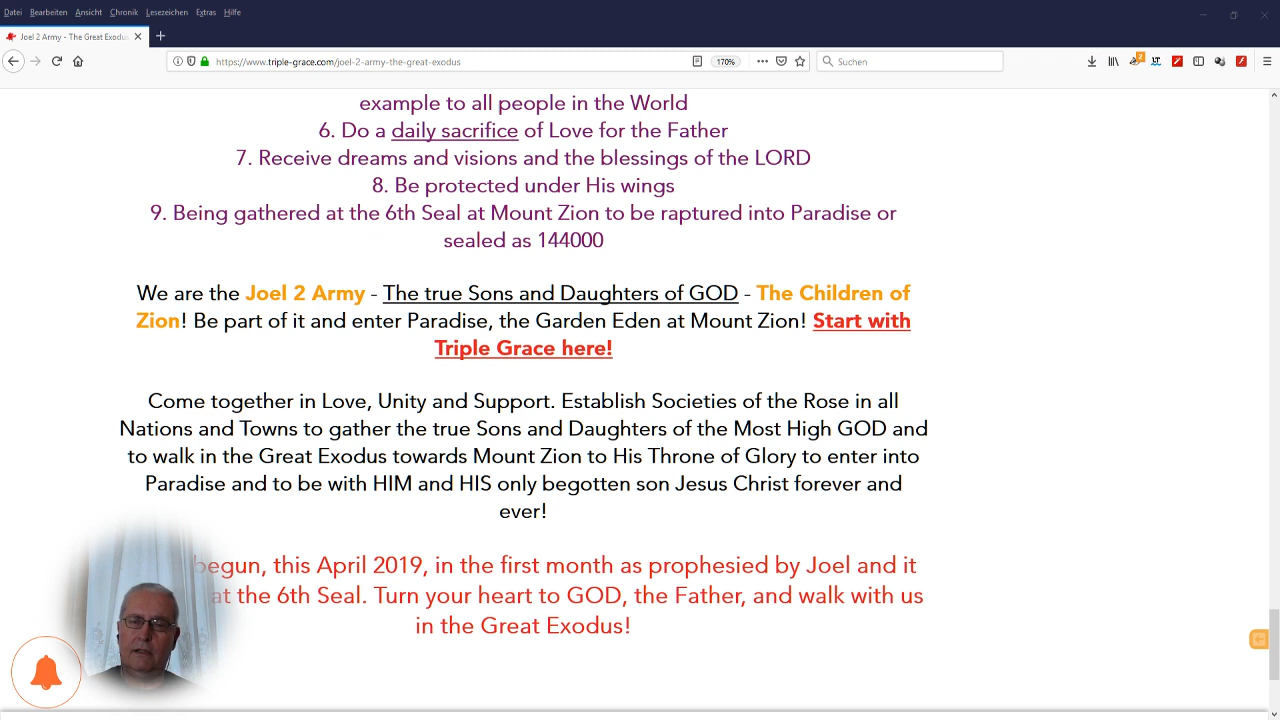 Datei Bearbeiten Ansicht Chronik Lesezeichen Extras Hilfe
Joel 2 Army - The Great Exodus
https://www.triple-grace.com/joel-2-army-the-great-exodus 170% Suchen
example to all people in the World
6. Do a daily sacrifice of Love for the Father
7. Receive dreams and visions and the blessings of the LORD
8. Be protected under His wings
9. Being gathered at the 6th Seal at Mount Zion to be raptured into Paradise or
sealed as 144000
We are the Joel 2 Army - The true Sons and Daughters of GOD - The Children of
Zion! Be part of it and enter Paradise, the Garden Eden at Mount Zion! Start with
Triple Grace here!
Come together in Love, Unity and Support. Establish Societies of the Rose in all
Nations and Towns to gather the true Sons and Daughters of the Most High GOD and
to walk in the Great Exodus towards Mount Zion to His Throne of Glory to enter into
Paradise and to be with HIM and HIS only begotten son Jesus Christ forever and
ever!
begun, this April 2019, in the first month as prophesied by Joel and it
at the 6th Seal. Turn your heart to GOD, the Father, and walk with us
in the Great Exodus!